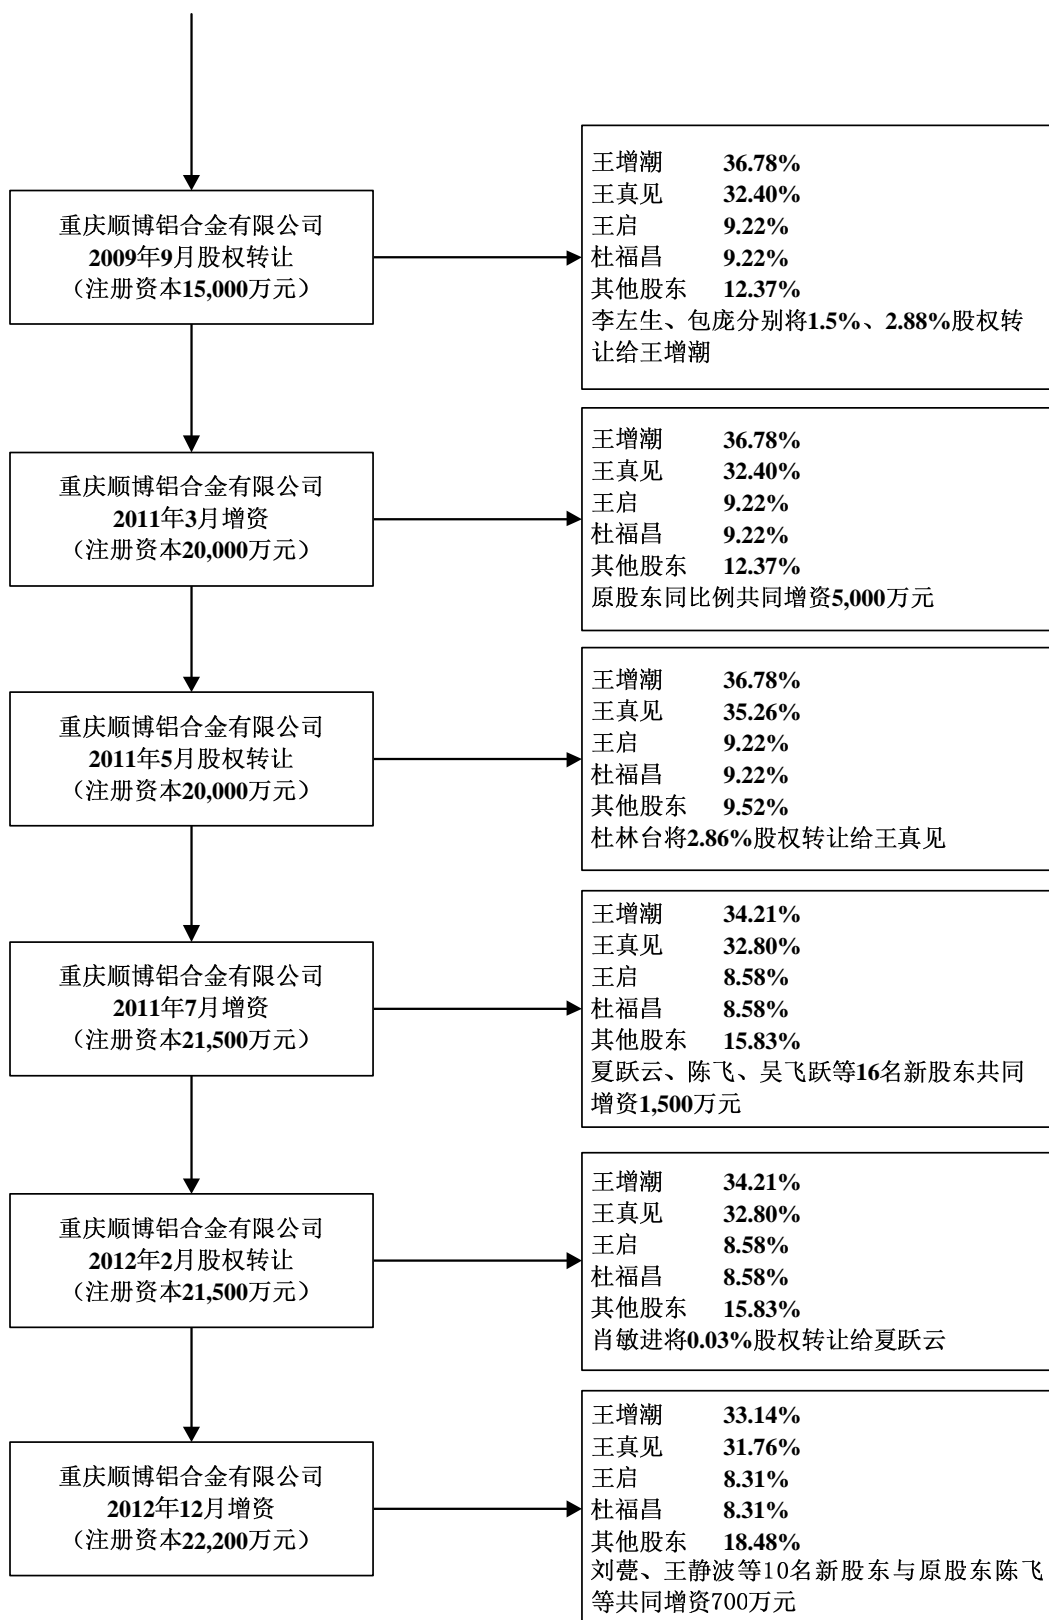 重庆顺博铝合金有限公司
2009年9月股权转让
（注册资本15,000万元）
王增潮 36.78%
王真见 32.40%
王启 9.22%
杜福昌 9.22%
其他股东 12.37%
李左生、包庞分别将1.5%、2.88%股权转
让给王增潮
重庆顺博铝合金有限公司
2011年3月增资
（注册资本20,000万元）
王增潮 36.78%
王真见 32.40%
王启 9.22%
杜福昌 9.22%
其他股东 12.37%
原股东同比例共同增资5,000万元
重庆顺博铝合金有限公司
2011年5月股权转让
（注册资本20,000万元）
王增潮 36.78%
王真见 35.26%
王启 9.22%
杜福昌 9.22%
其他股东 9.52%
杜林台将2.86%股权转让给王真见
重庆顺博铝合金有限公司
2011年7月增资
（注册资本21,500万元）
王增潮 34.21%
王真见 32.80%
王启 8.58%
杜福昌 8.58%
其他股东 15.83%
夏跃云、陈飞、吴飞跃等16名新股东共同
增资1,500万元
重庆顺博铝合金有限公司
2012年2月股权转让
（注册资本21,500万元）
王增潮 34.21%
王真见 32.80%
王启 8.58%
杜福昌 8.58%
其他股东 15.83%
肖敏进将0.03%股权转让给夏跃云
重庆顺博铝合金有限公司
2012年12月增资
（注册资本22,200万元）
王增潮 33.14%
王真见 31.76%
王启 8.31%
杜福昌 8.31%
其他股东 18.48%
刘甍、王静波等10名新股东与原股东陈飞
等共同增资700万元